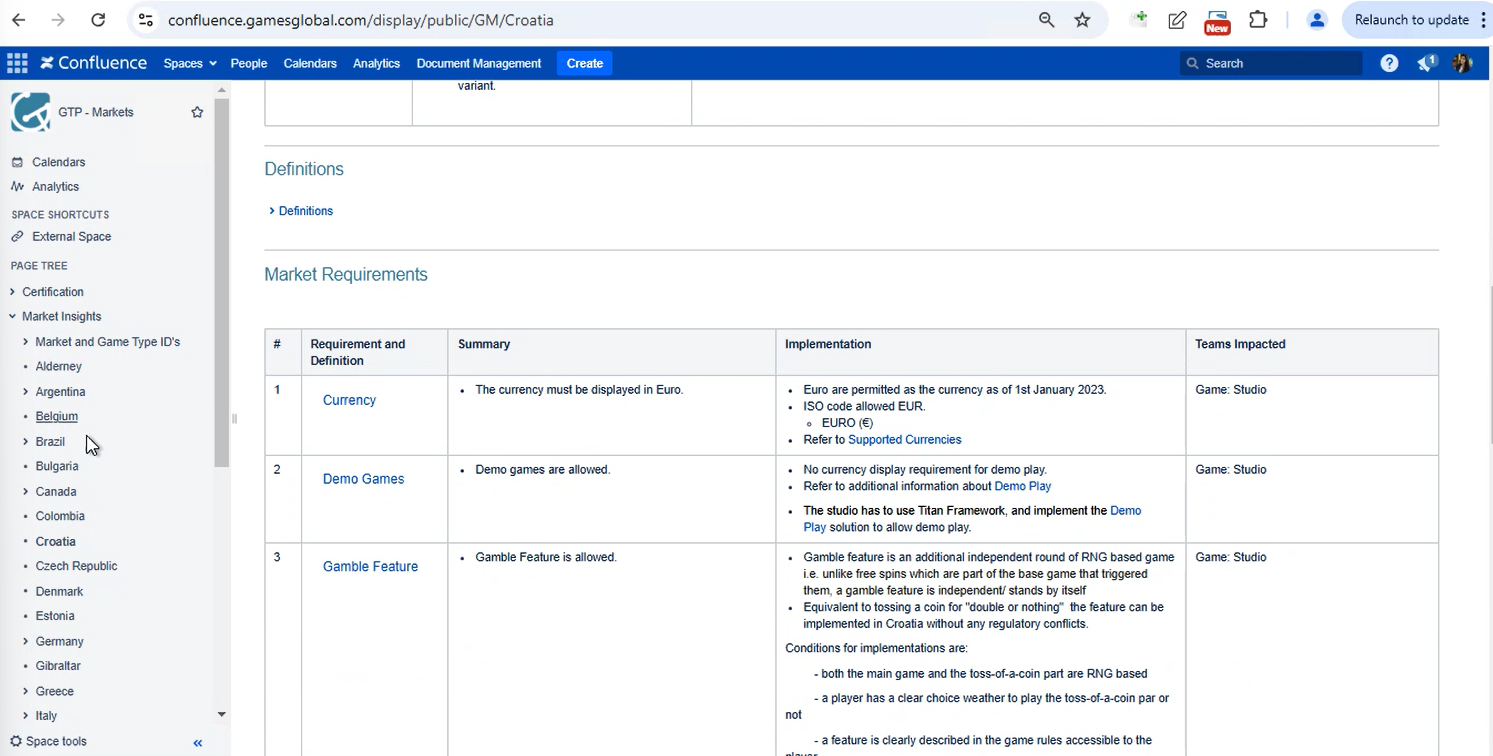 confluence.gamesglobal.com/display/public/GM/Croatia
New
Relaunch to update
Confluence
Spaces
People
Calendars
Analytics
Document Management
Create
Search
1
GTP - Markets
Calendars
Analytics
SPACE SHORTCUTS
External Space
PAGE TREE
Certification
Market Insights
Market and Game Type ID's
Alderney
Argentina
Belgium
Brazil
Bulgaria
Canada
Colombia
Croatia
Czech Republic
Denmark
Estonia
Germany
Gibraltar
Greece
Italy
Space tools
variant.
Definitions
Definitions
Market Requirements
# Requirement and Definition Summary Implementation Teams Impacted
1 Currency
• The currency must be displayed in Euro.
• Euro are permitted as the currency as of 1st January 2023.
• ISO code allowed EUR.
◦ EURO (€)
• Refer to Supported Currencies
Game: Studio
2 Demo Games
• Demo games are allowed.
• No currency display requirement for demo play.
• Refer to additional information about Demo Play
• The studio has to use Titan Framework, and implement the Demo
Play solution to allow demo play.
Game: Studio
3 Gamble Feature
• Gamble Feature is allowed.
• Gamble feature is an additional independent round of RNG based game
i.e. unlike free spins which are part of the base game that triggered
them, a gamble feature is independent/ stands by itself
• Equivalent to tossing a coin for "double or nothing" the feature can be
implemented in Croatia without any regulatory conflicts.
Conditions for implementations are:
- both the main game and the toss-of-a-coin part are RNG based
- a player has a clear choice weather to play the toss-of-a-coin par or
not
- a feature is clearly described in the game rules accessible to the
player
Game: Studio